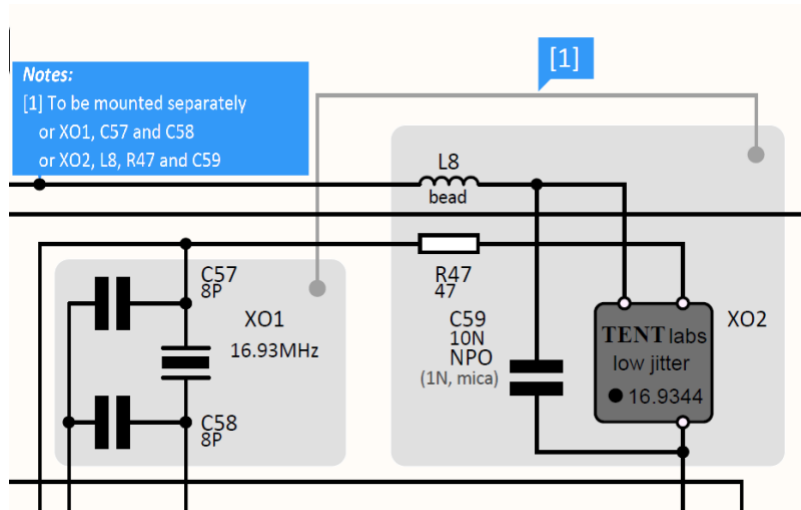 [1]
Notes:
[1] To be mounted separately
or XO1, C57 and C58
or XO2, L8, R47 and C59
L8
bead
C57
8P
R47
47
XO1
16.93MHz
C59
10N
NPO
(1N, mica)
XO2
TENT labs
low jitter
16.9344
C58
8P